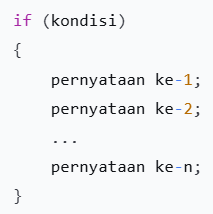 if (kondisi)
{
    pernyataan ke-1;
    pernyataan ke-2;
    ...
    pernyataan ke-n;
}